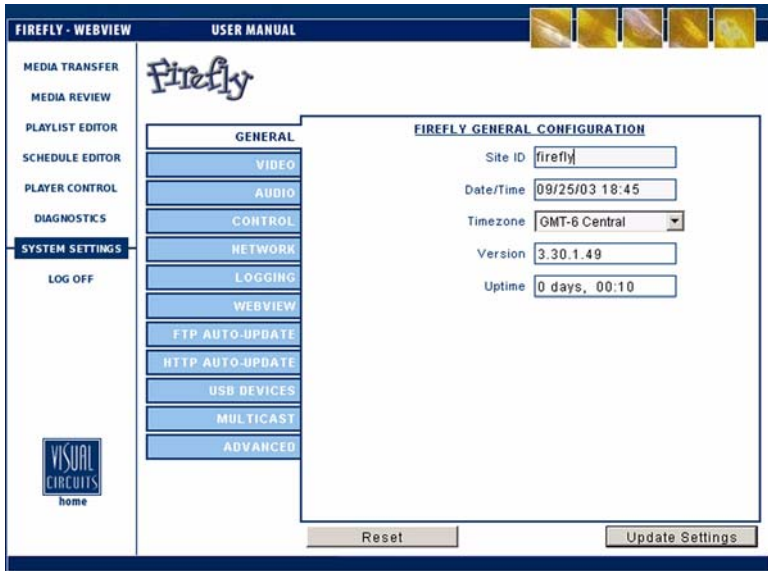 FIREFLY - WEBVIEW
USER MANUAL
MEDIA TRANSFER
MEDIA REVIEW
PLAYLIST EDITOR
SCHEDULE EDITOR
PLAYER CONTROL
DIAGNOSTICS
SYSTEM SETTINGS
LOG OFF
VISUAL
CIRCUITS
home
Firefly
GENERAL
VIDEO
AUDIO
CONTROL
NETWORK
LOGGING
WEBVIEW
FTP AUTO-UPDATE
HTTP AUTO-UPDATE
USB DEVICES
MULTICAST
ADVANCED
FIREFLY GENERAL CONFIGURATION
Site ID firefly
Date/Time 09/25/03 18:45
Timezone GMT-6 Central
Version 3.30.1.49
Uptime 0 days, 00:10
Reset
Update Settings